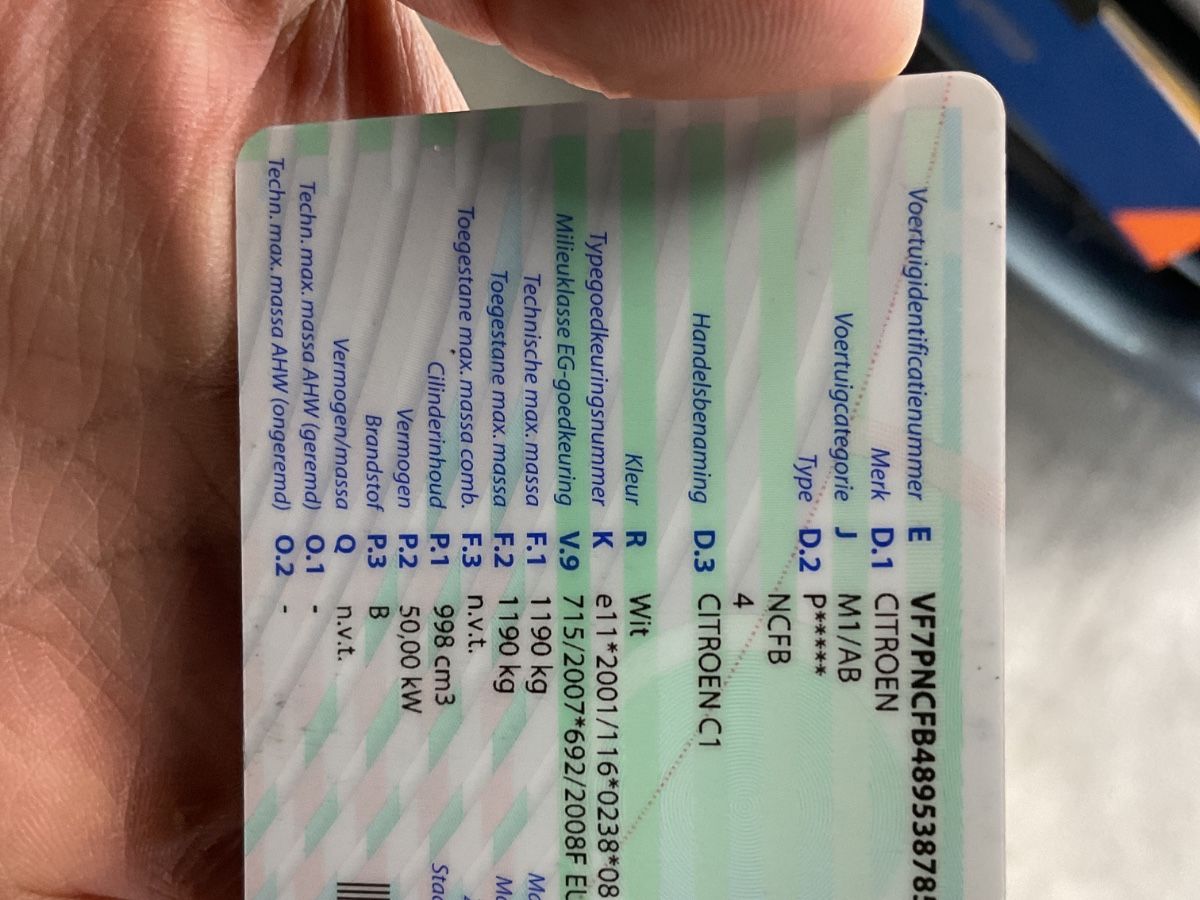 Voertuigidentificatienummer E VF7PNCFB489538785
Merk D.1 CITROEN
Voertuigcategorie J M1/AB
Type D.2 P*****
NCFB
4
Handelsbenaming D.3 CITROEN C1
Kleur R Wit
Typegoedkeuringsnummer K e11*2001/116*0238*08
Milieuklasse EG-goedkeuring V.9 715/2007*692/2008F
Technische max. massa F.1 1190 kg
Toegestane max. massa F.2 1190 kg
Toegestane max. massa comb. F.3 n.v.t.
Cilinderinhoud P.1 998 cm3
Vermogen P.2 50,00 kW
Brandstof P.3 B
Vermogen/massa Q n.v.t.
Techn. max. massa AHW (geremd) O.1 -
Techn. max. massa AHW (ongeremd) O.2 -